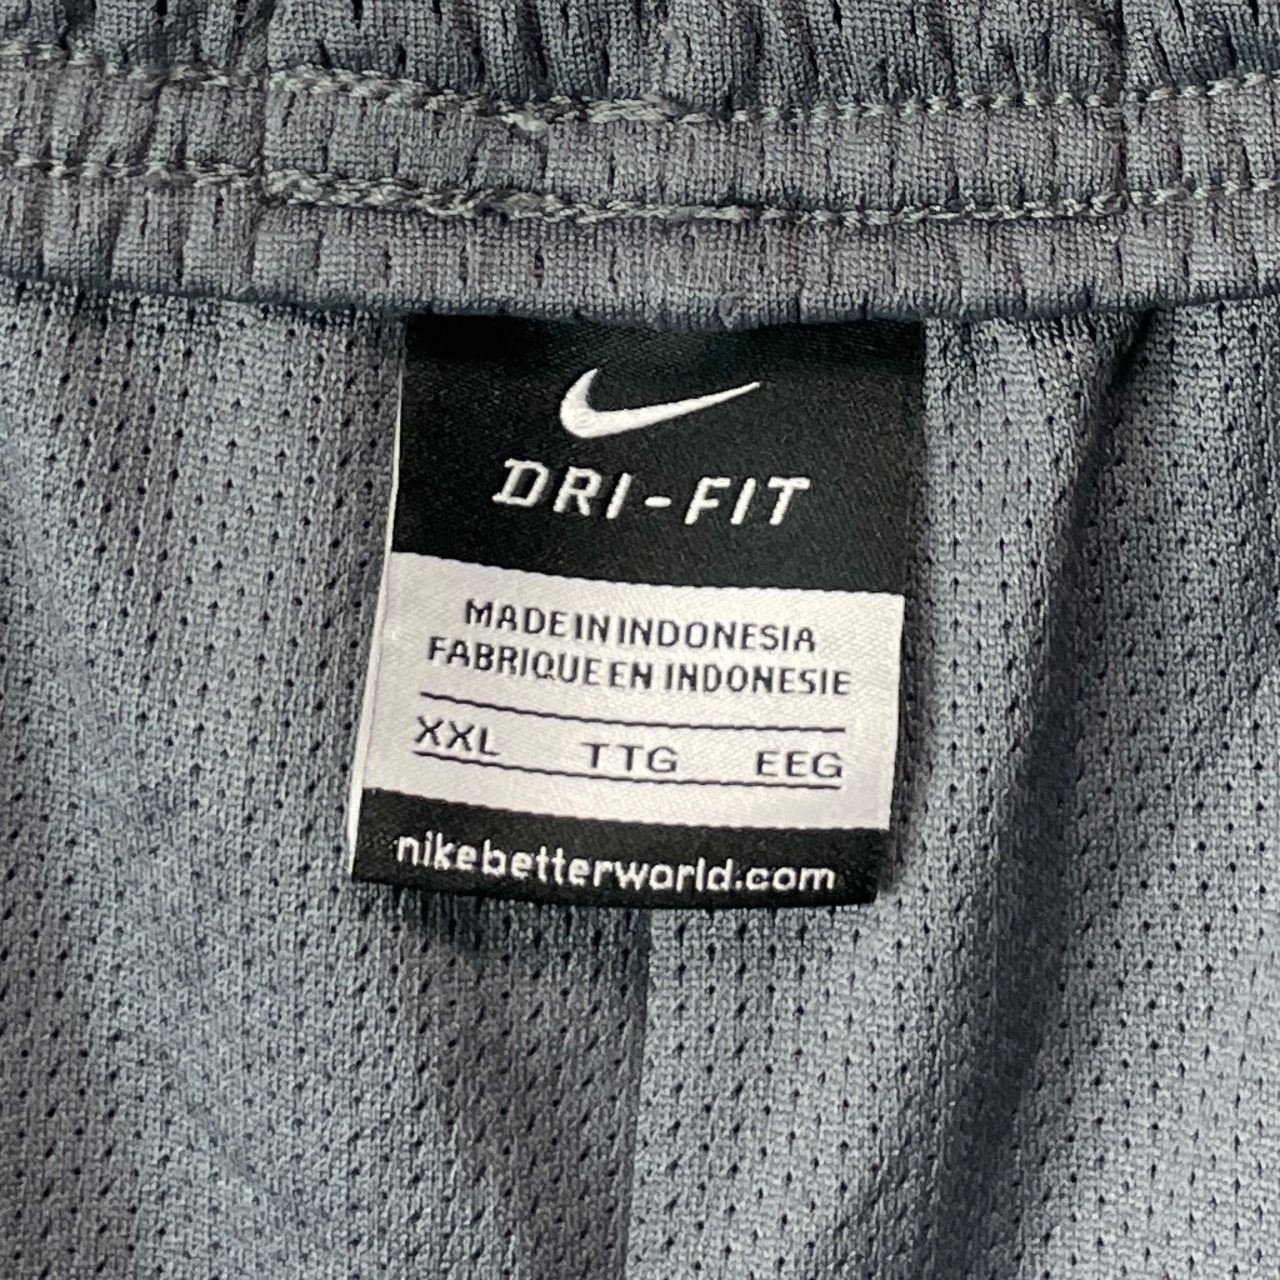 DRI-FIT
MADE IN INDONESIA
FABRIQUE EN INDONESIE
XXL TTG EEG
nikebetterworld.com